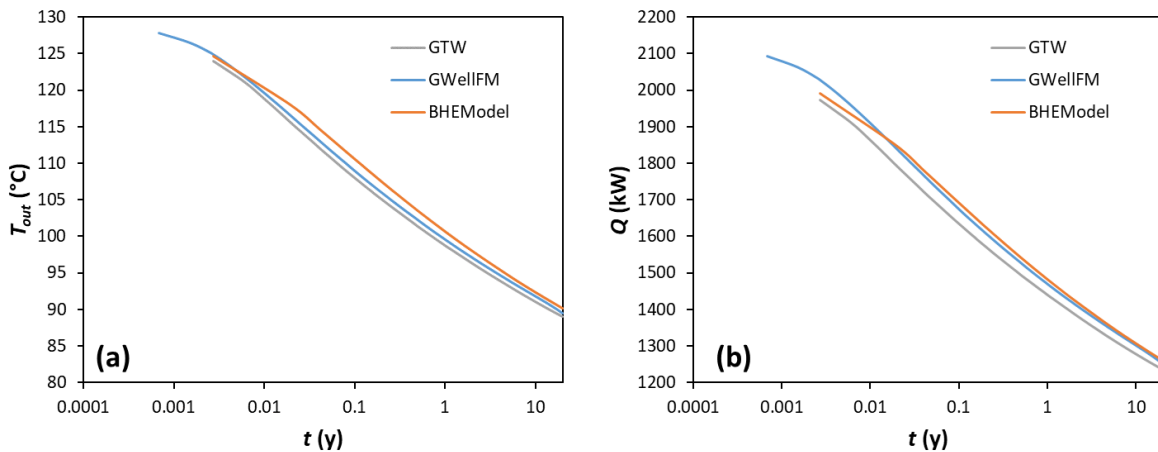 130
125
120
115
110
105
100
95
90
85
80
T_out (°C)
GTW
GWellFM
BHEModel
(a)
0.0001 0.001 0.01 0.1 1 10
t (y)
2200
2100
2000
1900
1800
1700
1600
1500
1400
1300
1200
Q (kW)
GTW
GWellFM
BHEModel
(b)
0.0001 0.001 0.01 0.1 1 10
t (y)